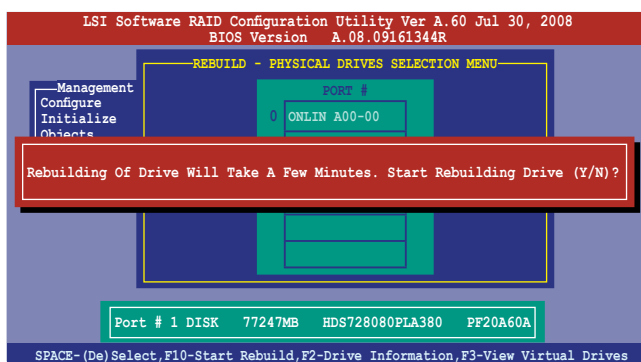 LSI Software RAID Configuration Utility Ver A.60 Jul 30, 2008
BIOS Version A.08.09161344R
REBUILD - PHYSICAL DRIVES SELECTION MENU
Management
Configure
Initialize
Objects
PORT #
0 ONLIN A00-00
Rebuilding Of Drive Will Take A Few Minutes. Start Rebuilding Drive (Y/N)?
Port # 1 DISK 77247MB HDS728080PLA380 PF20A60A
SPACE-(De)Select,F10-Start Rebuild,F2-Drive Information,F3-View Virtual Drives